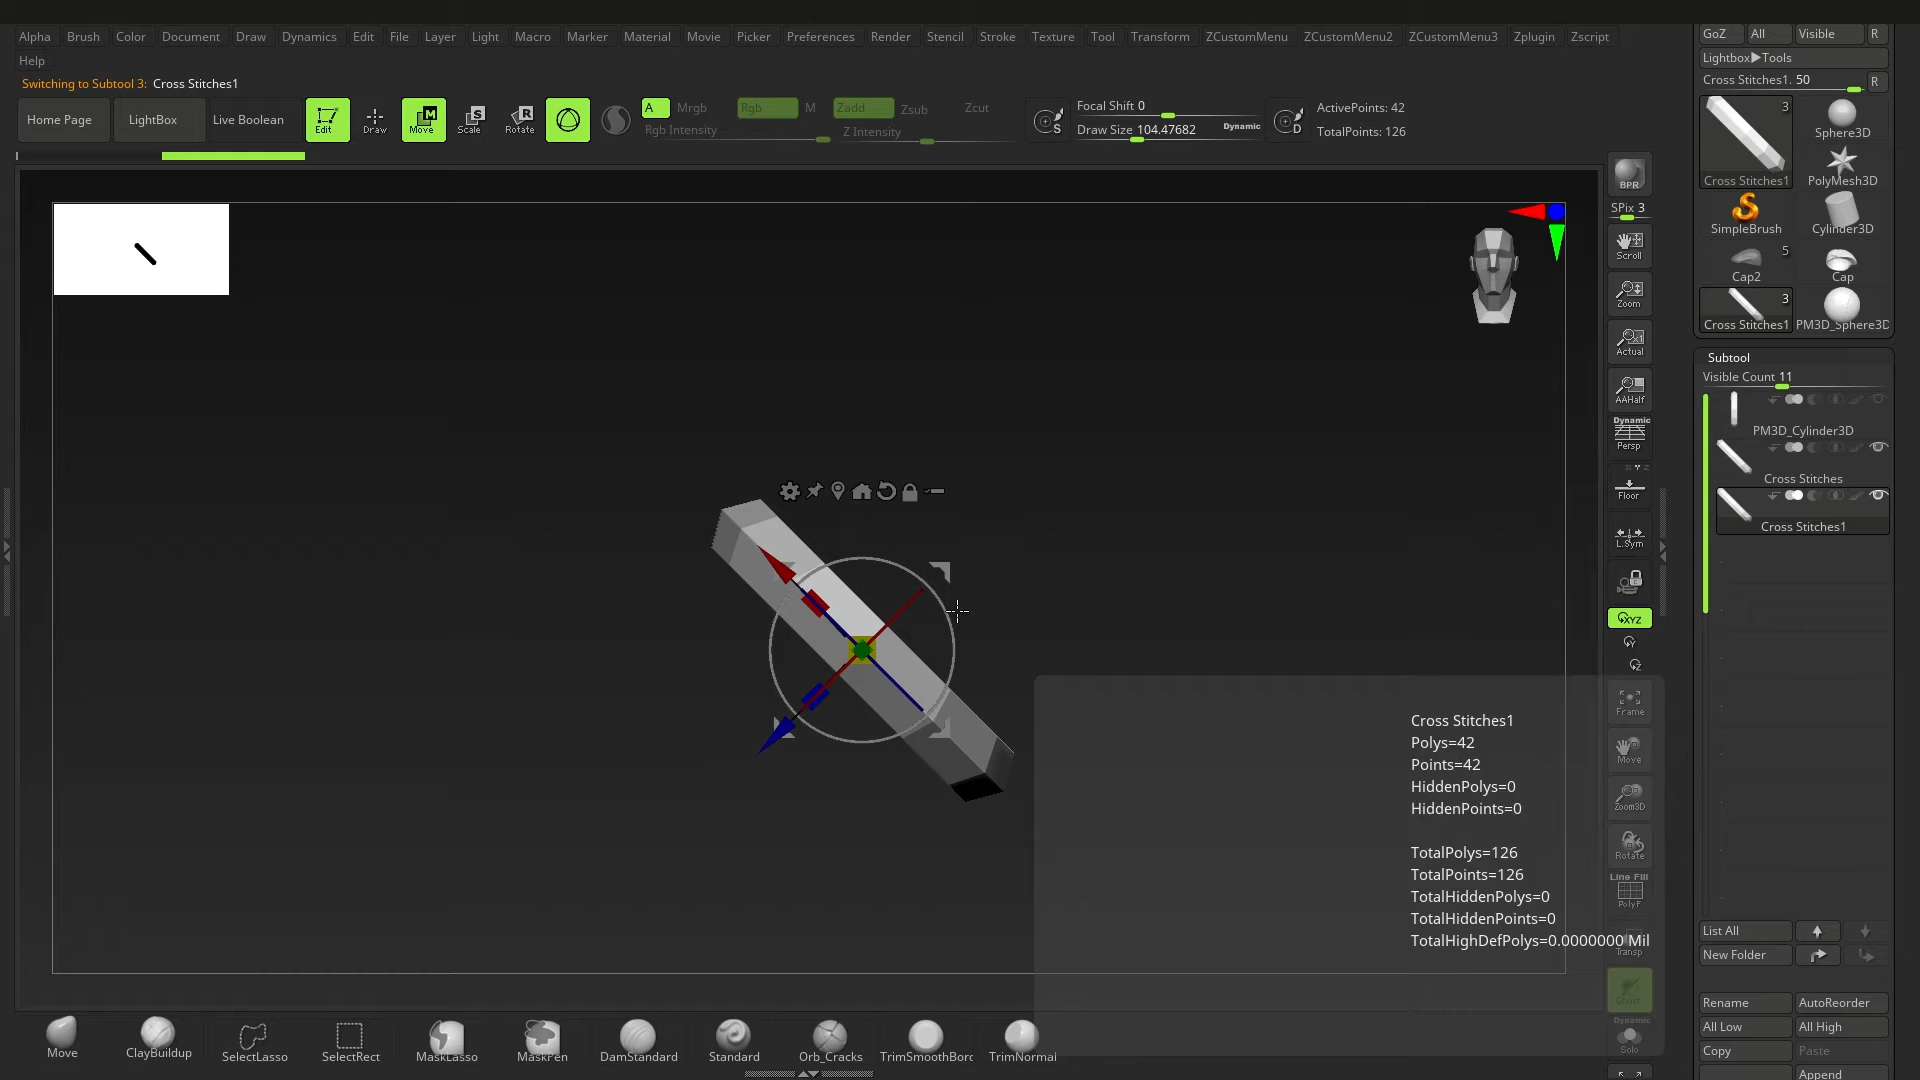 Alpha Brush Color Document Draw Dynamics Edit File Layer Light Macro Marker Material Movie Picker Preferences Render Stencil Stroke Texture Tool Transform ZCustomMenu ZCustomMenu2 ZCustomMenu3 Zplugin Zscript
Help
Switching to Subtool 3: Cross Stitches1
Home Page LightBox Live Boolean Edit Draw Move Scale Rotate
A Mrgb Rgb M Zadd Zsub Zcut
Rgb Intensity Z Intensity
Focal Shift 0
Draw Size 104.47682 Dynamic
S D
ActivePoints: 42
TotalPoints: 126
GoZ All Visible R
Lightbox▶Tools
Cross Stitches1. 50 R
3
Cross Stitches1
Sphere3D
PolyMesh3D
SimpleBrush Cylinder3D
5
Cap2 Cap
3
Cross Stitches1 PM3D_Sphere3D
Subtool
Visible Count 11
PM3D_Cylinder3D
Cross Stitches
Cross Stitches1
List All
New Folder
Rename AutoReorder
All Low All High
Copy Paste
Append
BPR
SPix 3
Scroll
Zoom
Actual
AAHalf
Dynamic
Persp
Floor
L.Sym
XYZ
Y
Z
Frame
Move
Zoom3D
Rotate
Line Fill
PolyF
Transp
Ghost
Dynamic
Solo
Cross Stitches1
Polys=42
Points=42
HiddenPolys=0
HiddenPoints=0
TotalPolys=126
TotalPoints=126
TotalHiddenPolys=0
TotalHiddenPoints=0
TotalHighDefPolys=0.0000000 Mil
Move ClayBuildup SelectLasso SelectRect MaskLasso MaskPen DamStandard Standard Orb_Cracks TrimSmoothBorc TrimNormal